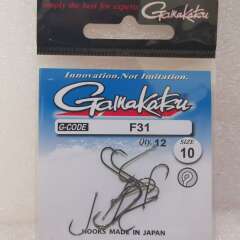 simply the best for experts
Gamakatsu
Innovation, Not Imitation.
Gamakatsu
G-CODE F31
Qty. 12
SIZE
10
HOOKS MADE IN JAPAN